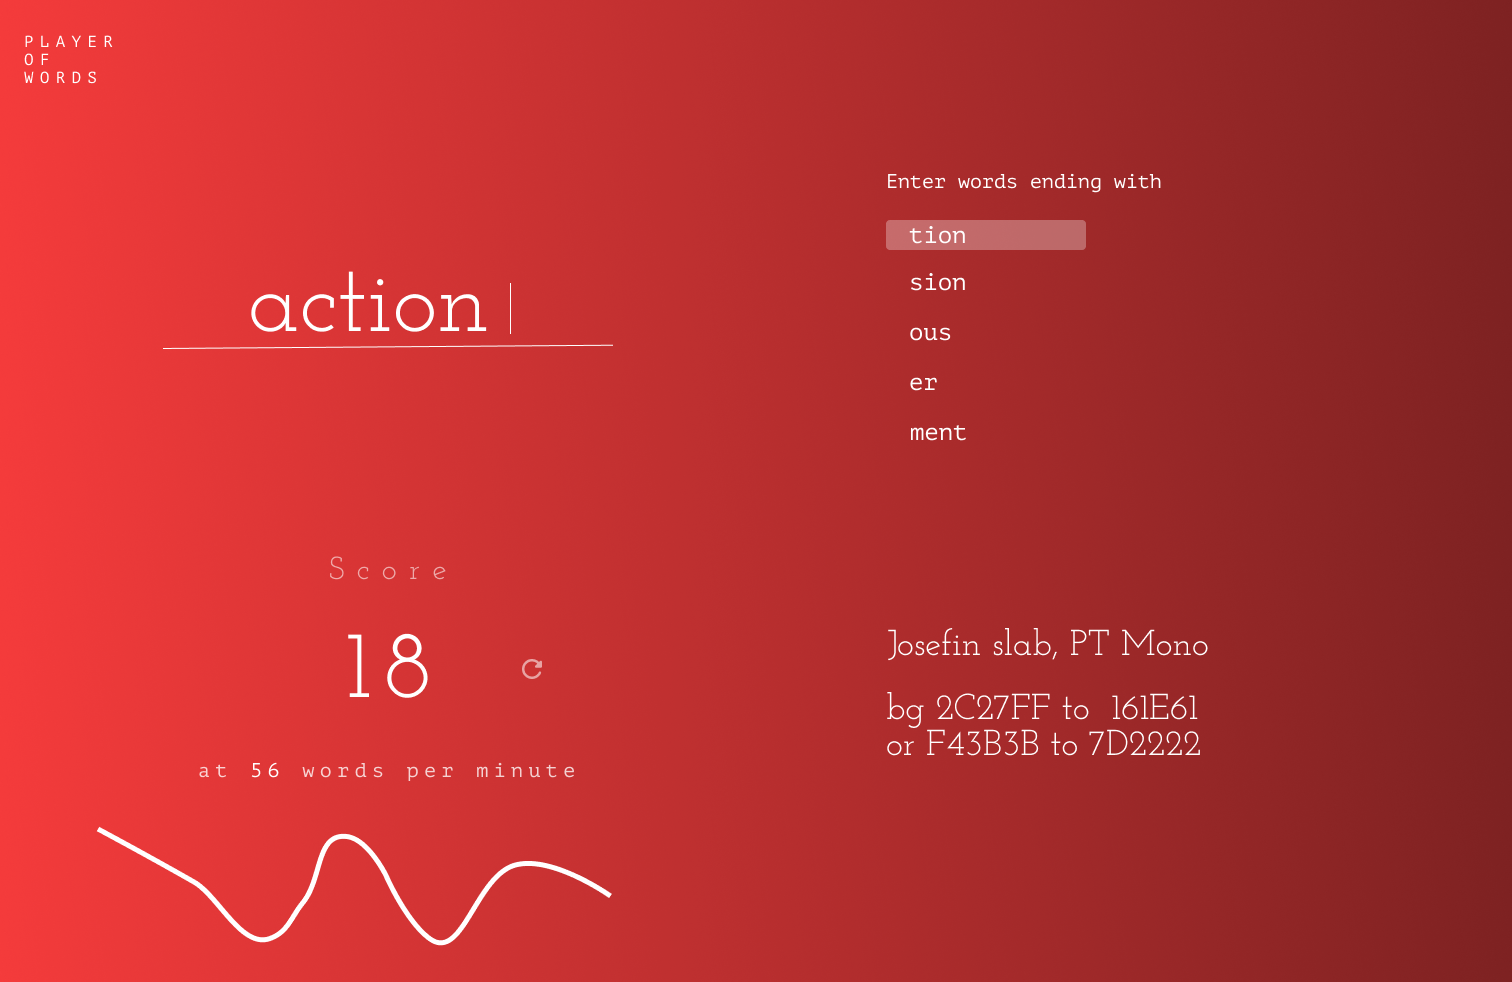 PLAYER
OF
WORDS
action
Enter words ending with
tion
sion
ous
er
ment
Score
18
at 56 words per minute
Josefin slab, PT Mono
bg 2C27FF to 161E61
or F43B3B to 7D2222